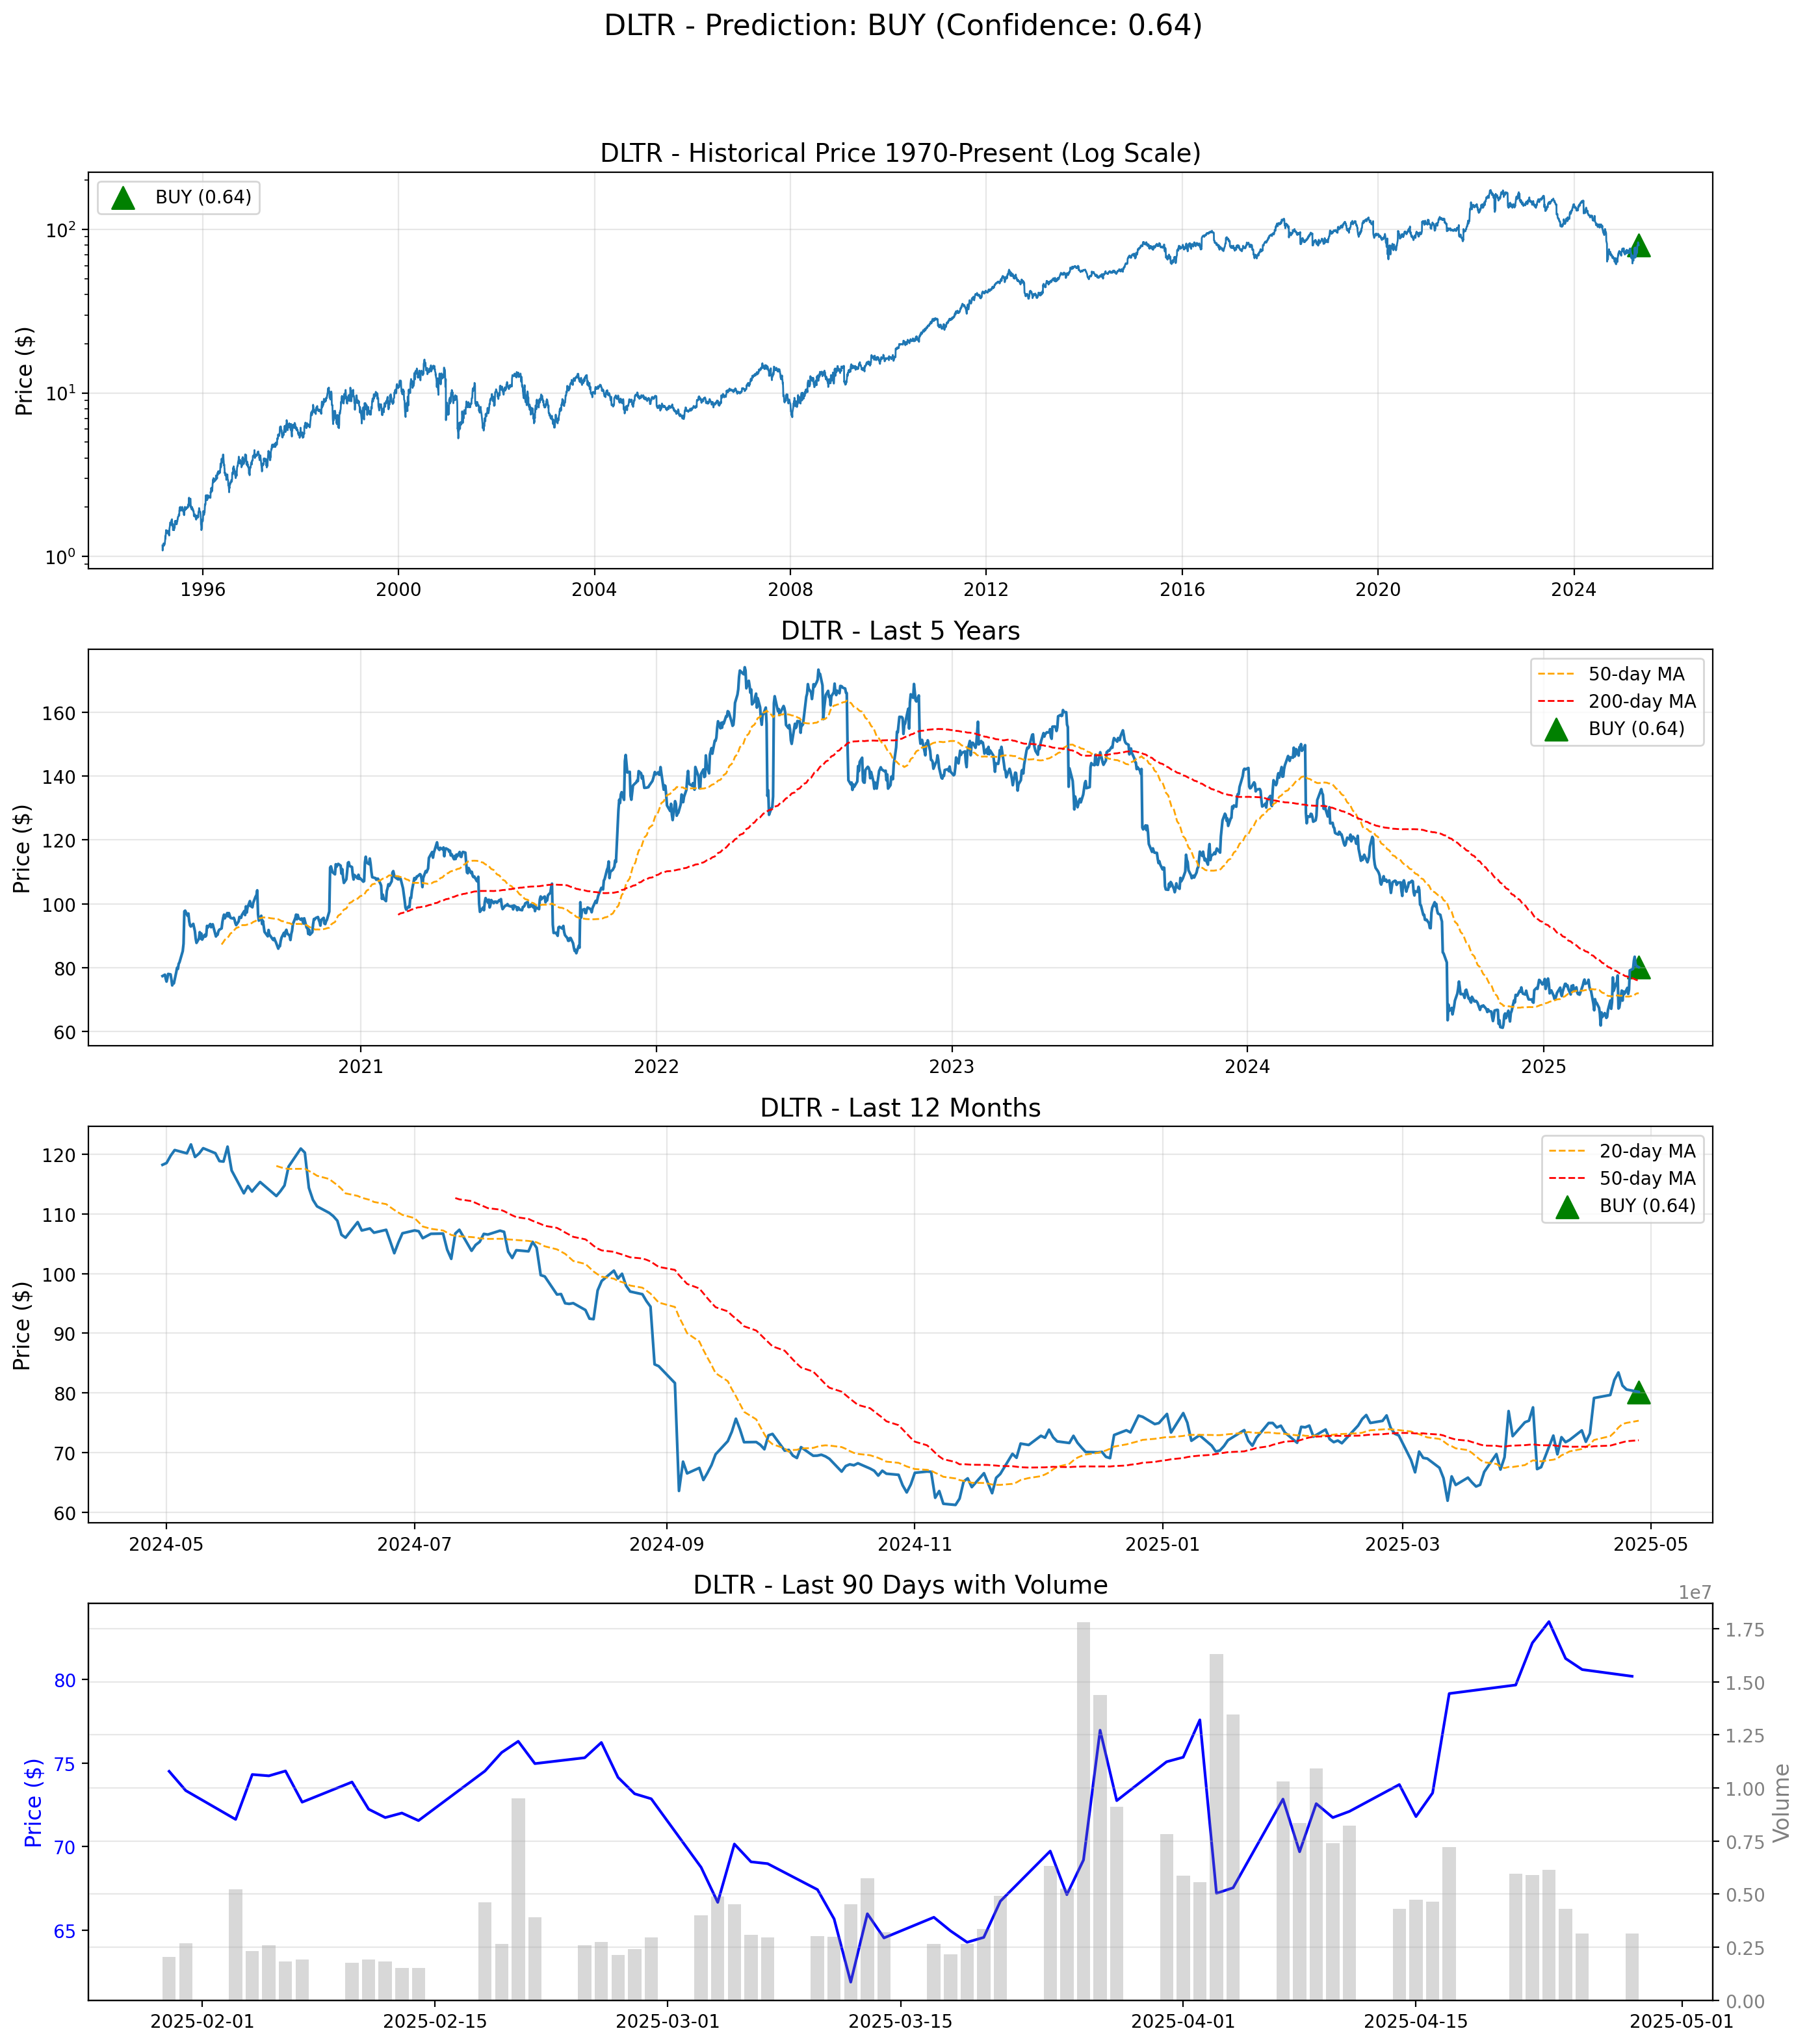 DLTR - Prediction: BUY (Confidence: 0.64)
DLTR - Historical Price 1970-Present (Log Scale)
BUY (0.64)
Price ($)
10²
10¹
10⁰
1996 2000 2004 2008 2012 2016 2020 2024
DLTR - Last 5 Years
50-day MA
200-day MA
BUY (0.64)
Price ($)
160
140
120
100
80
60
2021 2022 2023 2024 2025
DLTR - Last 12 Months
20-day MA
50-day MA
BUY (0.64)
Price ($)
120
110
100
90
80
70
60
2024-05 2024-07 2024-09 2024-11 2025-01 2025-03 2025-05
DLTR - Last 90 Days with Volume
1e7
Price ($)
80
75
70
65
1.75
1.50
1.25
1.00
0.75
0.50
0.25
0.00
Volume
2025-02-01 2025-02-15 2025-03-01 2025-03-15 2025-04-01 2025-04-15 2025-05-01